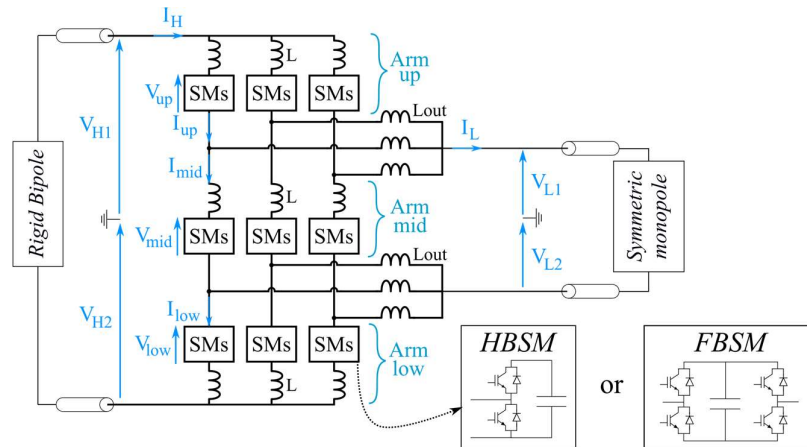 I_H
Arm up
L
V_up
SMs SMs SMs
V_H1
I_up
Lout
I_L
I_mid
Rigid Bipole
L
V_L1
Arm mid
V_mid
SMs SMs SMs
Symmetric monopole
V_L2
Lout
V_H2
I_low
V_low
SMs SMs SMs
Arm low
L
HBSM
or
FBSM